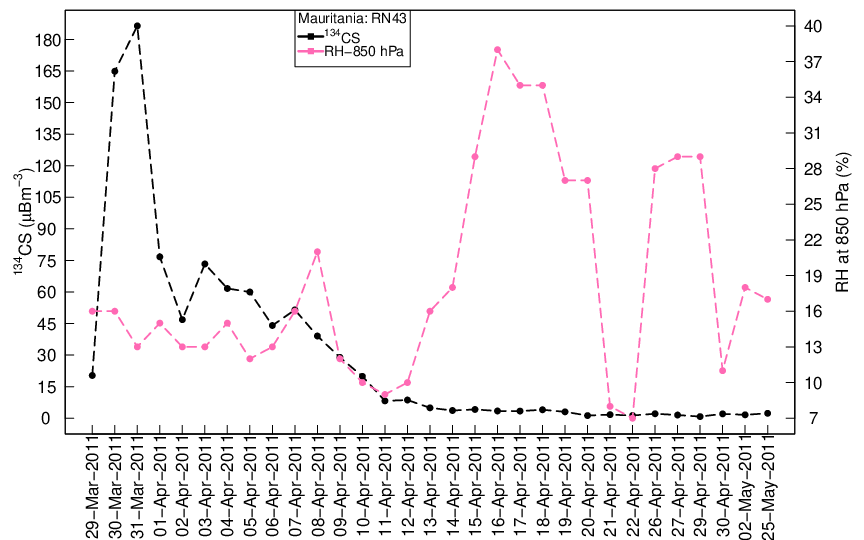 Mauritania: RN43
¹³⁴CS
RH−850 hPa
180
165
150
135
120
105
90
75
60
45
30
15
0
¹³⁴CS (μBm⁻³)
40
37
34
31
28
25
22
19
16
13
10
7
RH at 850 hPa (%)
29−Mar−2011
30−Mar−2011
31−Mar−2011
01−Apr−2011
02−Apr−2011
03−Apr−2011
04−Apr−2011
05−Apr−2011
06−Apr−2011
07−Apr−2011
08−Apr−2011
09−Apr−2011
10−Apr−2011
11−Apr−2011
12−Apr−2011
13−Apr−2011
14−Apr−2011
15−Apr−2011
16−Apr−2011
17−Apr−2011
18−Apr−2011
19−Apr−2011
20−Apr−2011
21−Apr−2011
22−Apr−2011
26−Apr−2011
27−Apr−2011
29−Apr−2011
30−Apr−2011
02−May−2011
25−May−2011